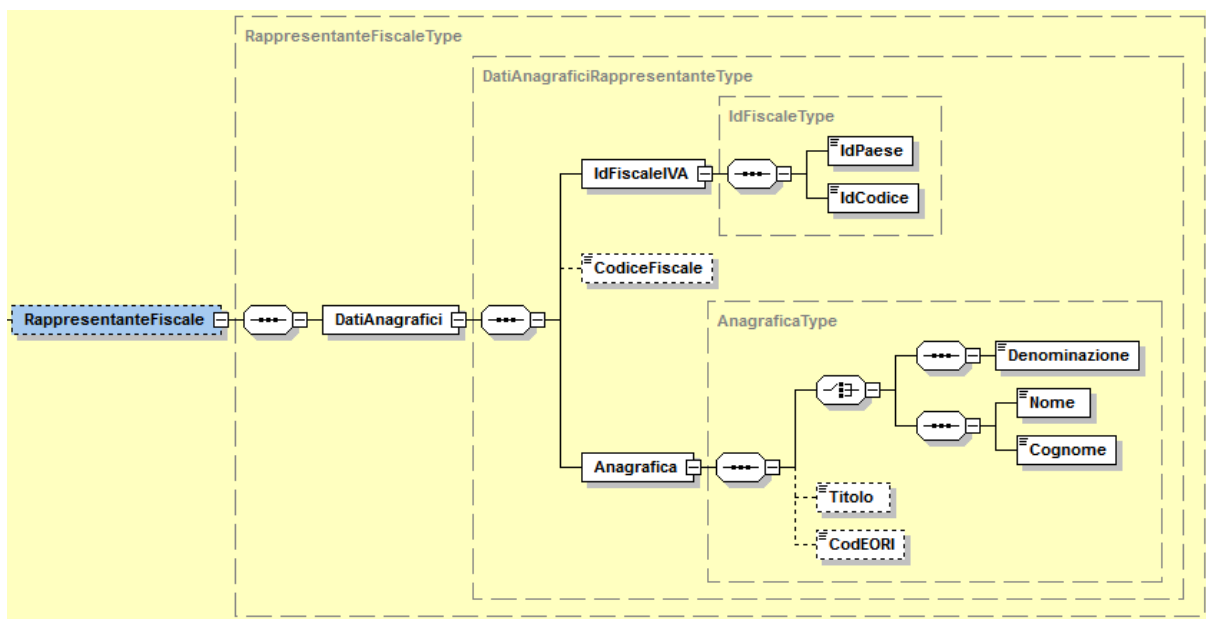 RappresentanteFiscaleType
DatiAnagraficiRappresentanteType
IdFiscaleType
IdPaese
IdFiscaleIVA
IdCodice
CodiceFiscale
RappresentanteFiscale
DatiAnagrafici
AnagraficaType
Denominazione
Nome
Cognome
Anagrafica
Titolo
CodEORI